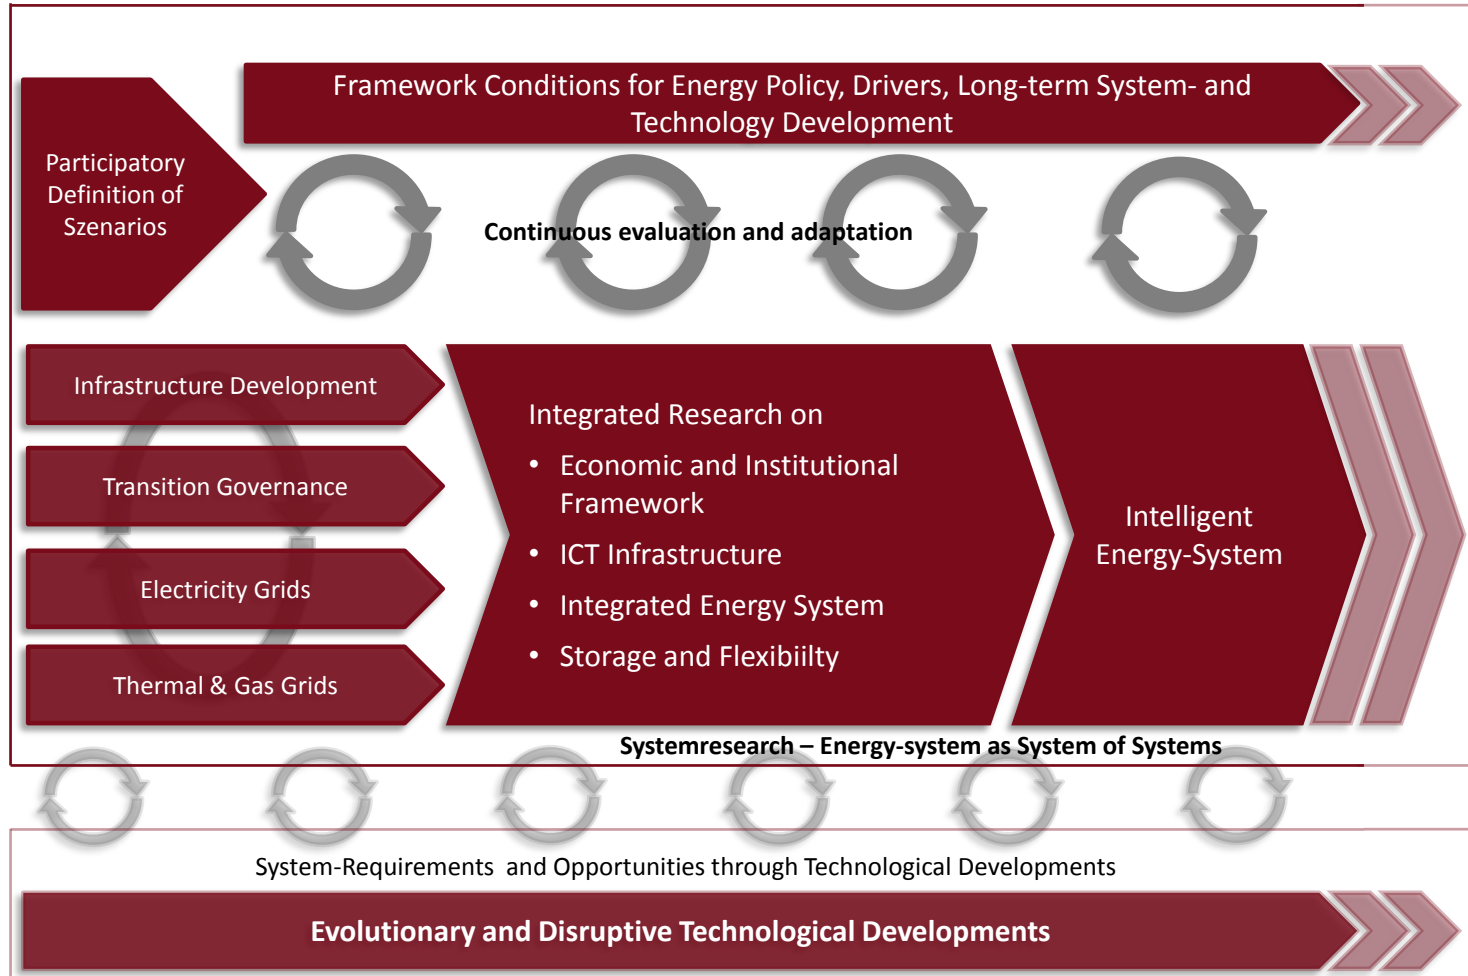 Framework Conditions for Energy Policy, Drivers, Long-term System- and
Technology Development
Participatory
Definition of
Szenarios
Continuous evaluation and adaptation
Infrastructure Development
Transition Governance
Electricity Grids
Thermal & Gas Grids
Integrated Research on
• Economic and Institutional
Framework
• ICT Infrastructure
• Integrated Energy System
• Storage and Flexibiilty
Intelligent
Energy-System
Systemresearch – Energy-system as System of Systems
System-Requirements and Opportunities through Technological Developments
Evolutionary and Disruptive Technological Developments